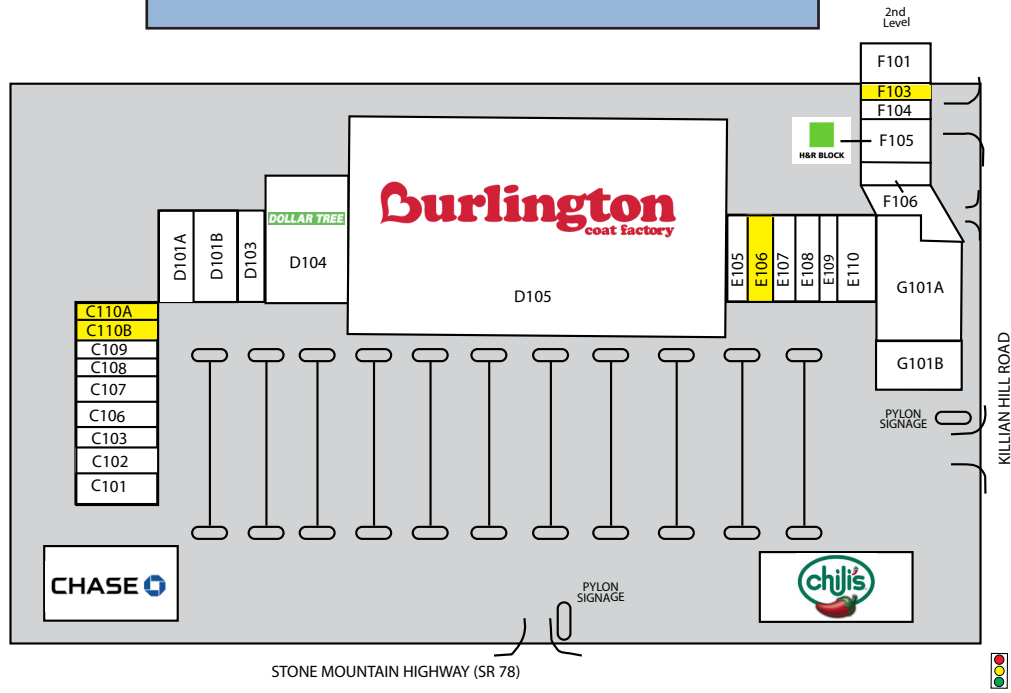 2nd
Level
F101
F103
F104
F105
H&R BLOCK
F106
DOLLAR TREE
Burlington
coat factory
D101A
D101B
D103
D104
D105
E105
E106
E107
E108
E109
E110
G101A
G101B
C110A
C110B
C109
C108
C107
C106
C103
C102
C101
PYLON
SIGNAGE
KILLIAN HILL ROAD
CHASE
PYLON
SIGNAGE
chili's
STONE MOUNTAIN HIGHWAY (SR 78)